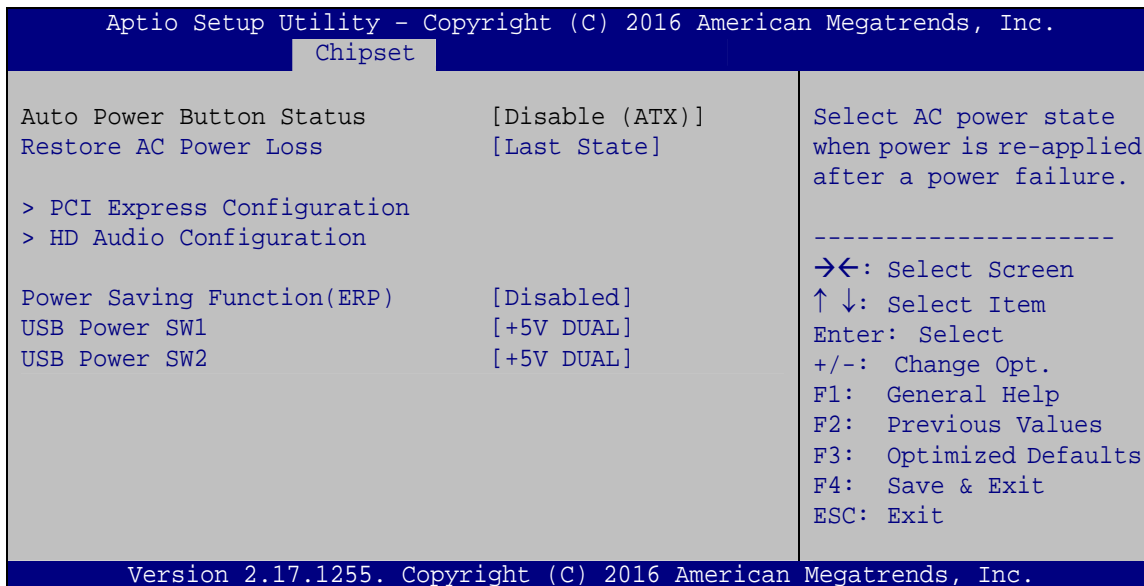 Aptio Setup Utility – Copyright (C) 2016 American Megatrends, Inc.
Chipset
Auto Power Button Status [Disable (ATX)]
Restore AC Power Loss [Last State]
> PCI Express Configuration
> HD Audio Configuration
Power Saving Function(ERP) [Disabled]
USB Power SW1 [+5V DUAL]
USB Power SW2 [+5V DUAL]
Select AC power state
when power is re-applied
after a power failure.
---------------------
→←: Select Screen
↑ ↓: Select Item
Enter: Select
+/-: Change Opt.
F1: General Help
F2: Previous Values
F3: Optimized Defaults
F4: Save & Exit
ESC: Exit
Version 2.17.1255. Copyright (C) 2016 American Megatrends, Inc.